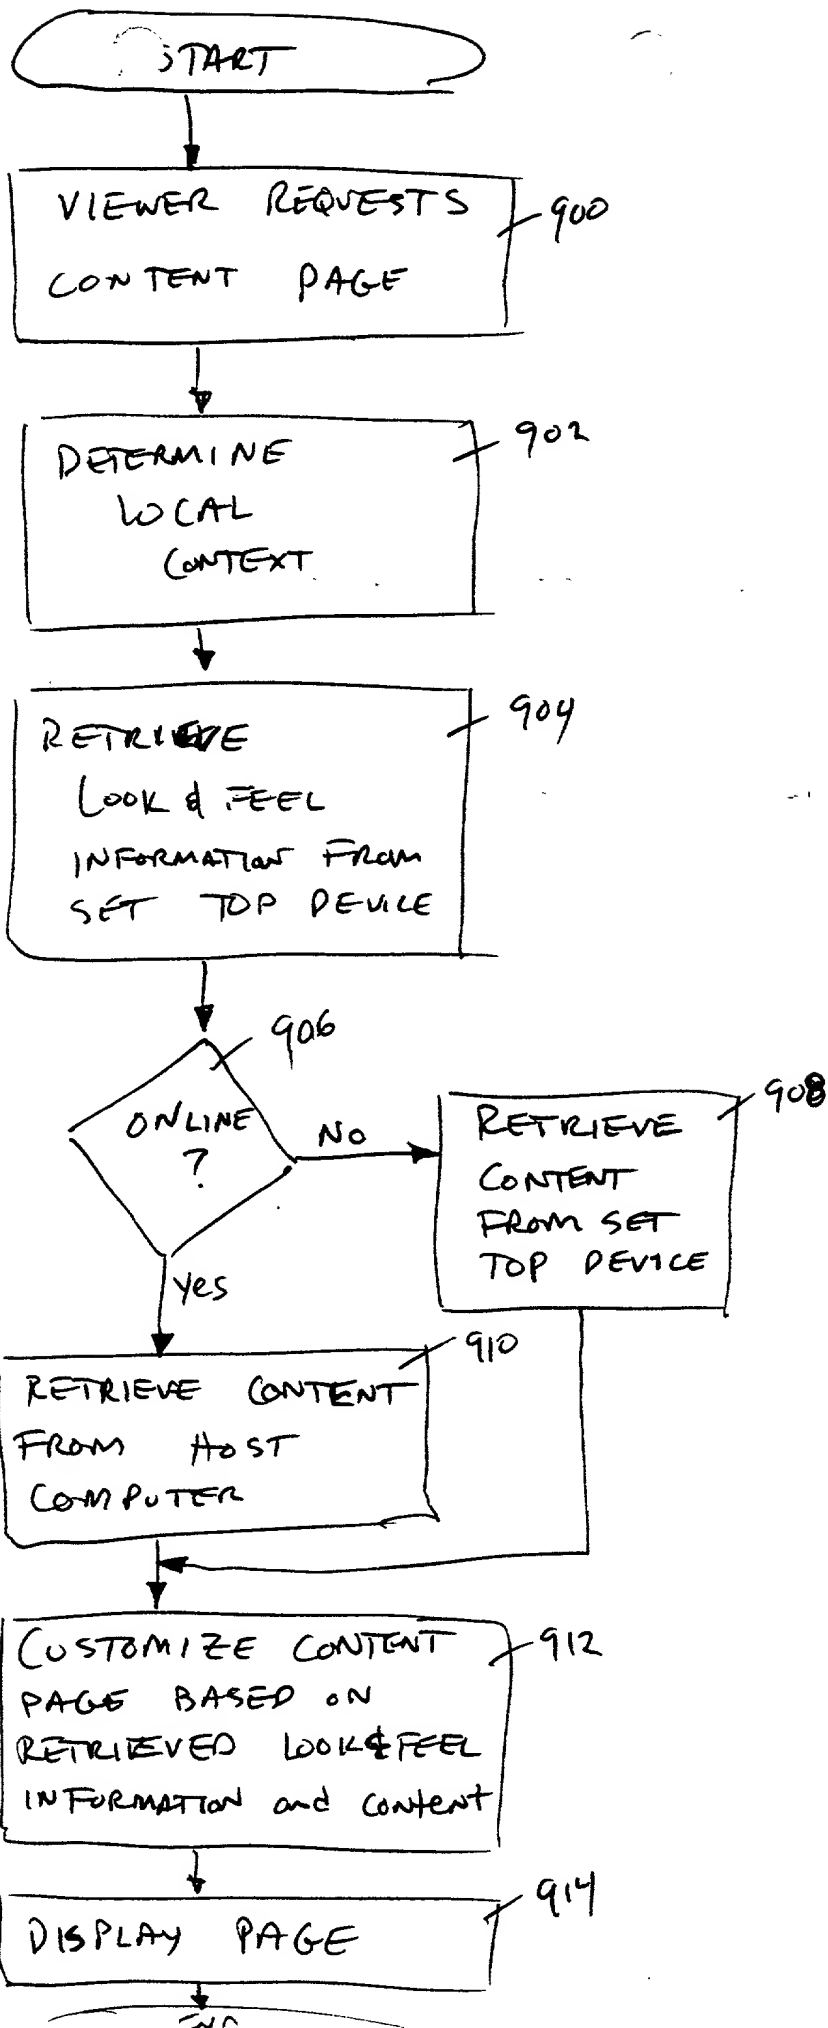 START
VIEWER REQUESTS
CONTENT PAGE
900
DETERMINE
LOCAL
CONTEXT
902
RETRIEVE
LOOK & FEEL
INFORMATION FROM
SET TOP DEVICE
904
906
ONLINE
?
No
Yes
908
RETRIEVE
CONTENT
FROM SET
TOP DEVICE
910
RETRIEVE CONTENT
FROM HOST
COMPUTER
CUSTOMIZE CONTENT
PAGE BASED ON
RETRIEVED LOOK & FEEL
INFORMATION and content
912
DISPLAY PAGE
914
END